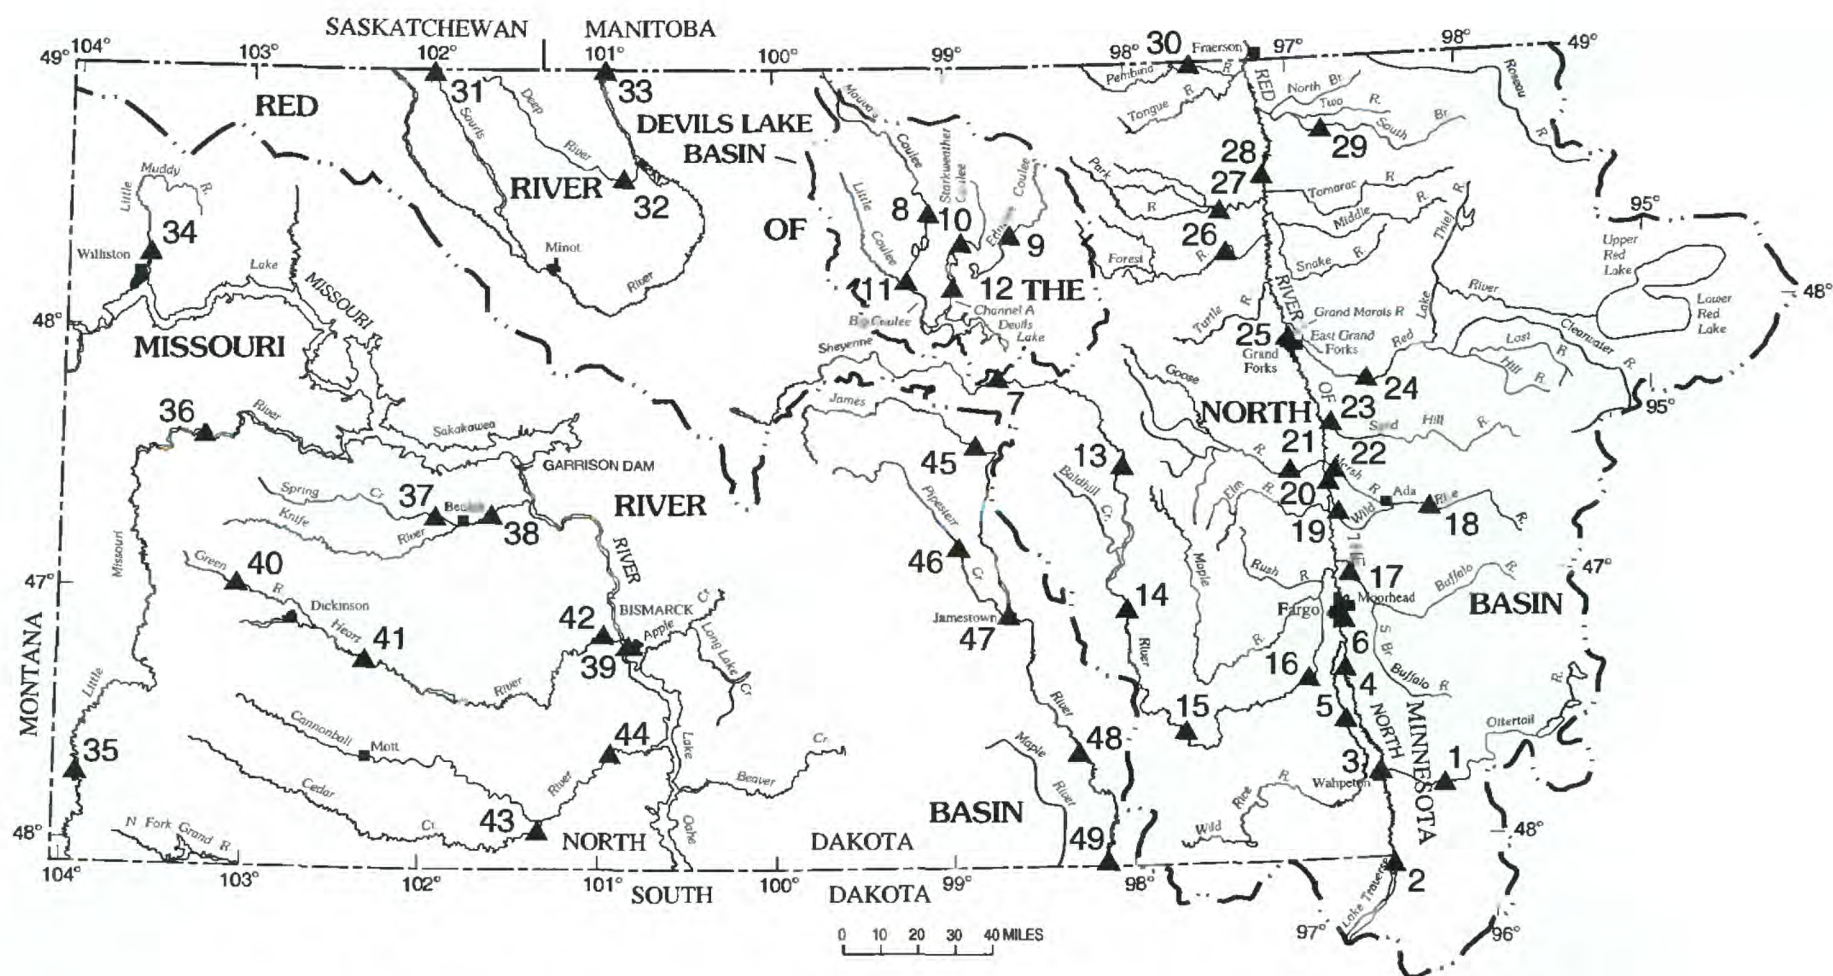 SASKATCHEWAN
MANITOBA
49°
104°
103°
102°
101°
100°
99°
98°
30
Emerson
97°
98°
49°
RED
31
Souris
Deep
River
33
DEVILS LAKE
BASIN
Mauvais
Coulee
Starkweather
Coulee
Coulee
Pembina
R.
Tongue R.
RED
North Br.
Two R.
South Br.
29
Roseau
R.
RIVER
32
Little Muddy R.
34
Williston
Lake
MISSOURI
Minot
River
OF
Little
Coulee
8
10
9
11
12
THE
Channel A
Devils
Lake
Park
R
28
27
26
Forest
R.
Tamarac R
Middle R.
Snake R.
Thief R.
95°
Upper
Red
Lake
Lower
Red
Lake
48°
River
48°
MISSOURI
Sheyenne
Turtle R.
25
RIVER
Grand Marais R
East Grand
Forks
Grand
Forks
Red
Lake
Clearwater R.
Lost R.
Hill R.
24
95°
36
River
Sakakawea
GARRISON DAM
7
James
45
13
Goose
R.
NORTH
OF
23
21
22
Sand Hill R.
Marsh R.
Ada
18
20
19
Wild
R.
Elm R.
Spring Cr
37
38
Knife
River
RIVER
RIVER
Pipestem
Cr.
46
Baldhill
Cr.
Maple
R.
Rush R
17
Moorhead
Buffalo R.
47°
BASIN
Missouri
47°
Green
R.
40
Dickinson
Heart
River
41
42
39
BISMARCK
Apple
Cr.
Long Lake Cr
Jamestown
47
14
River
Fargo
6
16
S Br
Buffalo R
MONTANA
Little
35
Cannonball
Mott
44
River
Lake
Oahe
Cr.
Beaver
Maple
River
River
48
15
5
4
3
NORTH
MINNESOTA
1
Ottertail
R.
Wahpeton
Cedar
Cr.
43
48°
N Fork Grand R
NORTH
DAKOTA
BASIN
49
Wild
Rice
R.
48°
2
Lake Traverse
104°
103°
102°
101°
100°
99°
98°
97°
96°
SOUTH
DAKOTA
0 10 20 30 40 MILES